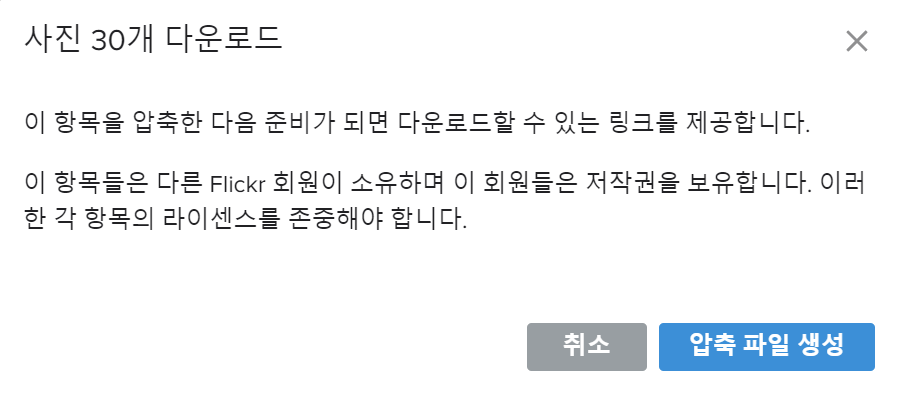 사진 30개 다운로드
이 항목을 압축한 다음 준비가 되면 다운로드할 수 있는 링크를 제공합니다.
이 항목들은 다른 Flickr 회원이 소유하며 이 회원들은 저작권을 보유합니다. 이러
한 각 항목의 라이센스를 존중해야 합니다.
취소
압축 파일 생성